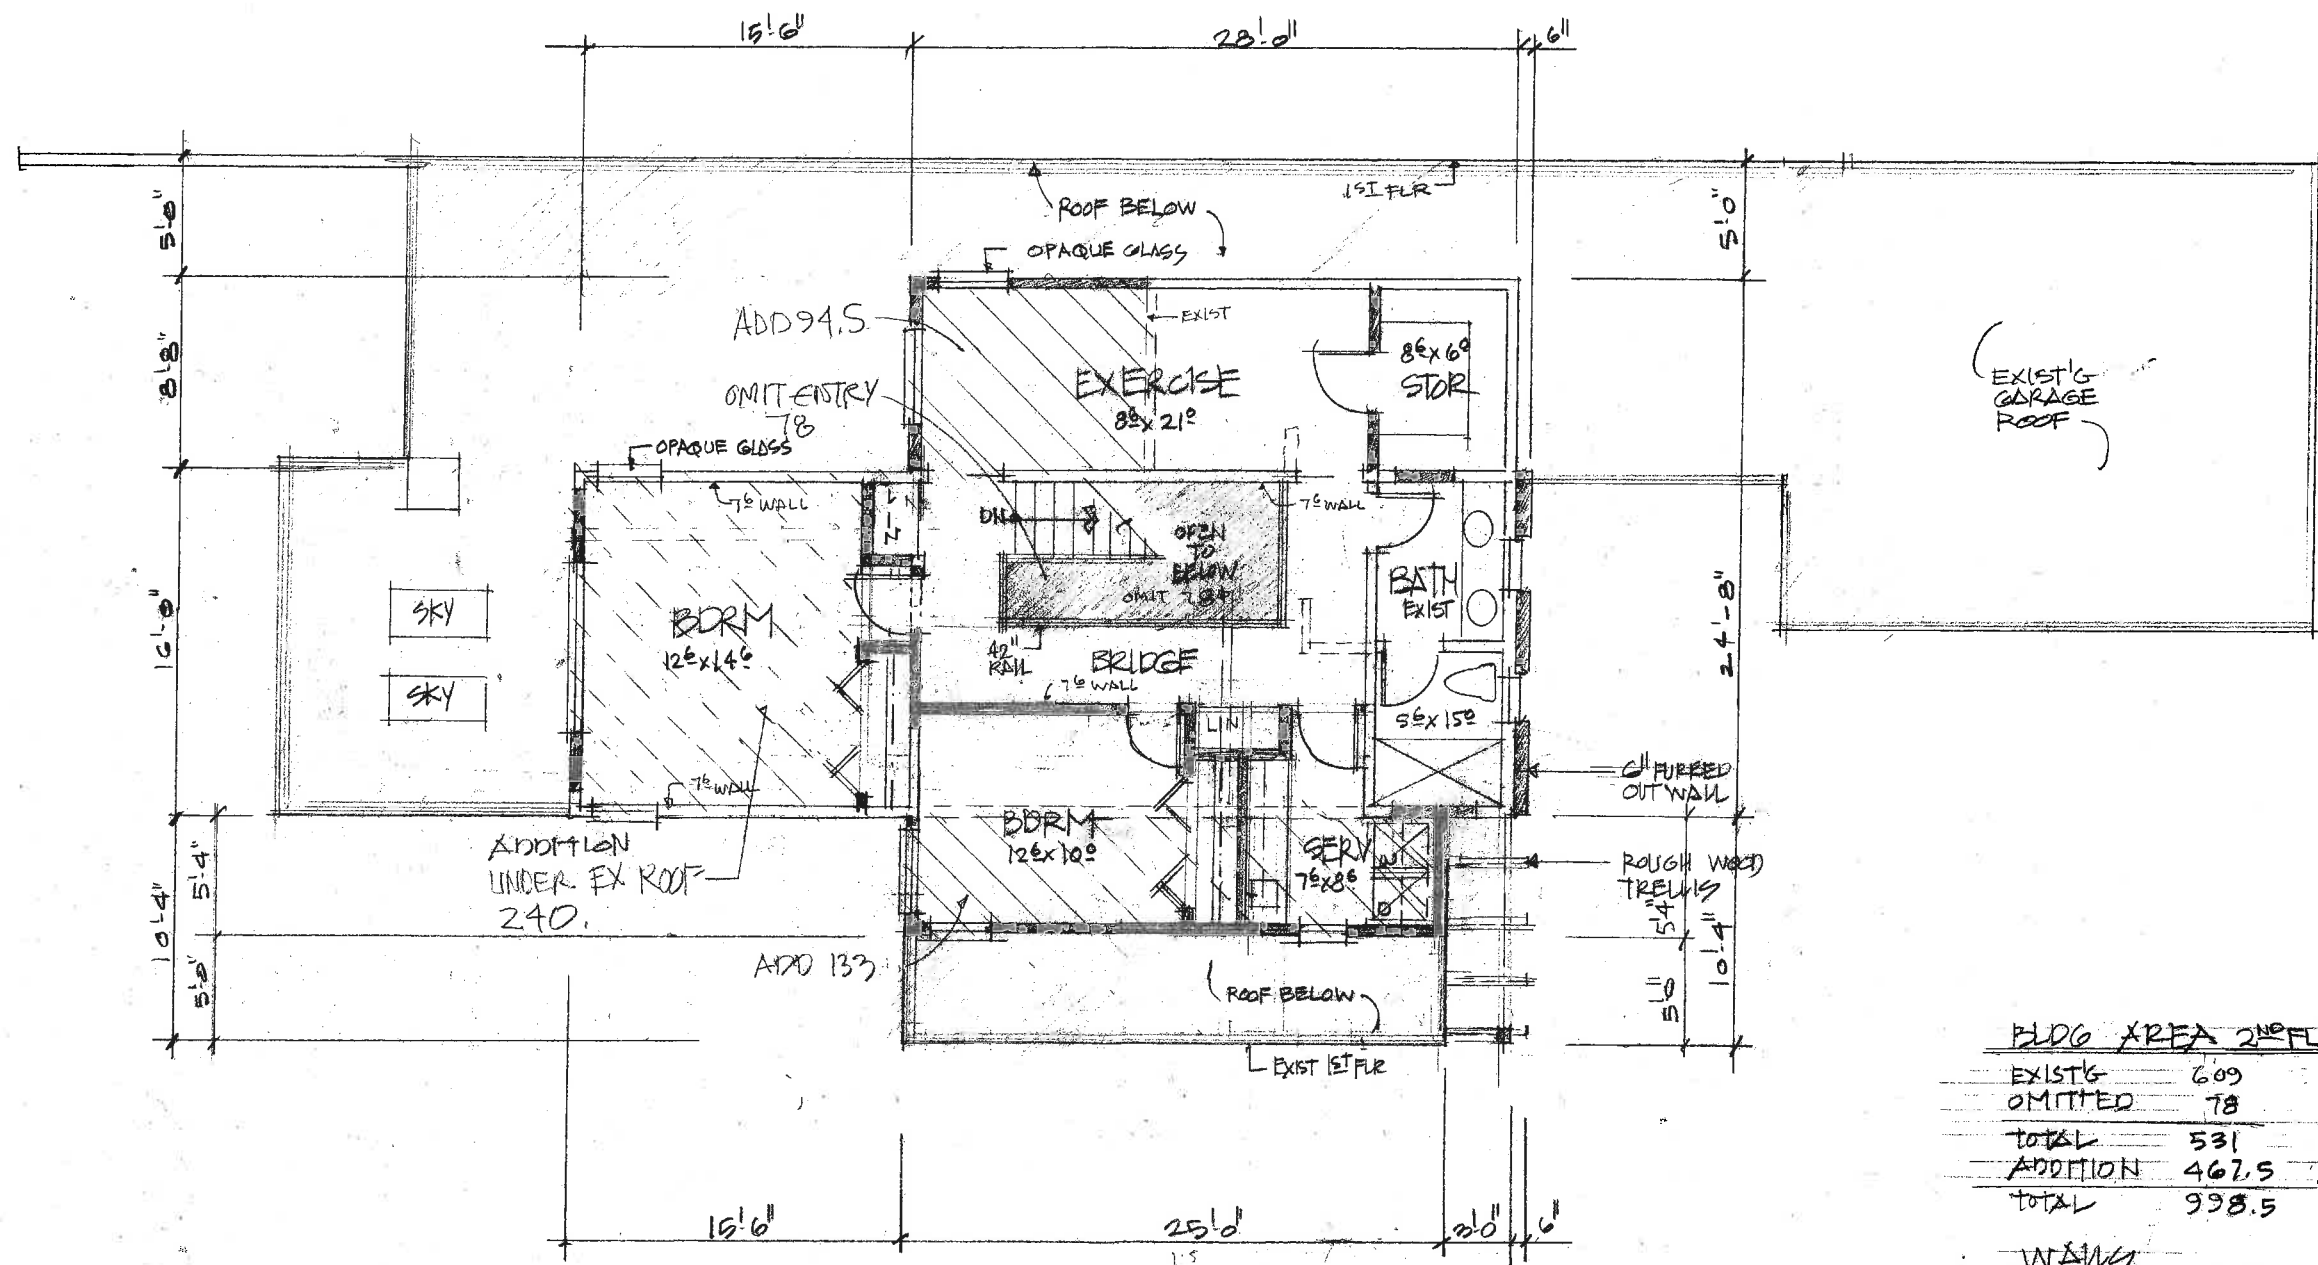 15'-6"
28'-0"
6"
1ST FLR
ROOF BELOW
OPAQUE GLASS
5'-0"
5'-0"
ADD 94.5
EXIST
8'-8"
8⁶ x 6⁰
STOR
EXERCISE
8⁶ x 21⁰
OMIT ENTRY
78
EXIST'G
GARAGE
ROOF
OPAQUE GLASS
7⁶ WALL
LIN
DN
7⁶ WALL
OPEN
TO
BELOW
OMIT 78
BATH
EXIST
SKY
BDRM
12⁶ x 14⁶
16'-0"
24'-8"
42"
RAIL
BRIDGE
7⁶ WALL
SKY
LIN
5⁶ x 15⁰
7⁶ WALL
6" FURRED
OUT WALL
BDRM
12⁶ x 10⁰
SERV
7⁶ x 8⁶
W
D
ROUGH WOOD
TRELLIS
ADDITION
UNDER EX ROOF
240.
5'-4"
10'-4"
5'-0"
5'-4"
10'-4"
5'-0"
ADD 133
ROOF BELOW
EXIST 1ST FLR
BLDG AREA 2ND FL
EXIST'G 609
OMITTED 78
TOTAL 531
ADDITION 467.5
TOTAL 998.5
15'-6"
25'-0"
3'-0"
6"